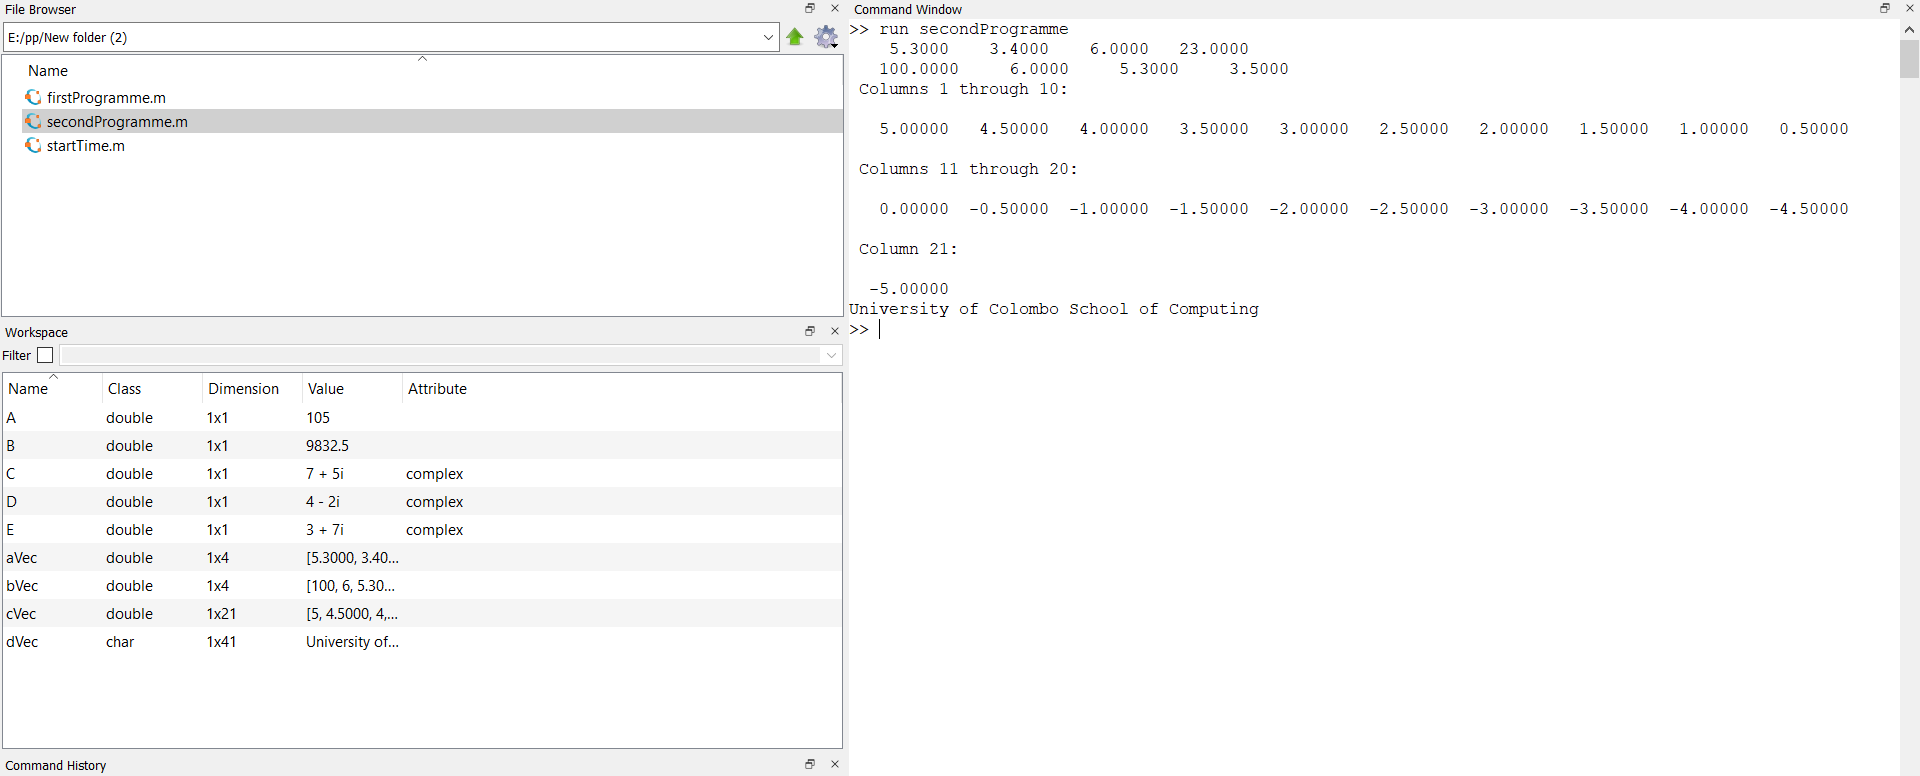 File Browser
E:/pp/New folder (2)
Name
firstProgramme.m
secondProgramme.m
startTime.m
Workspace
Filter
Name Class Dimension Value Attribute
A double 1x1 105
B double 1x1 9832.5
C double 1x1 7 + 5i complex
D double 1x1 4 - 2i complex
E double 1x1 3 + 7i complex
aVec double 1x4 [5.3000, 3.40...
bVec double 1x4 [100, 6, 5.30...
cVec double 1x21 [5, 4.5000, 4,...
dVec char 1x41 University of...
Command History
Command Window
>> run secondProgramme
5.3000 3.4000 6.0000 23.0000
100.0000 6.0000 5.3000 3.5000
Columns 1 through 10:
5.00000 4.50000 4.00000 3.50000 3.00000 2.50000 2.00000 1.50000 1.00000 0.50000
Columns 11 through 20:
0.00000 -0.50000 -1.00000 -1.50000 -2.00000 -2.50000 -3.00000 -3.50000 -4.00000 -4.50000
Column 21:
-5.00000
University of Colombo School of Computing
>>